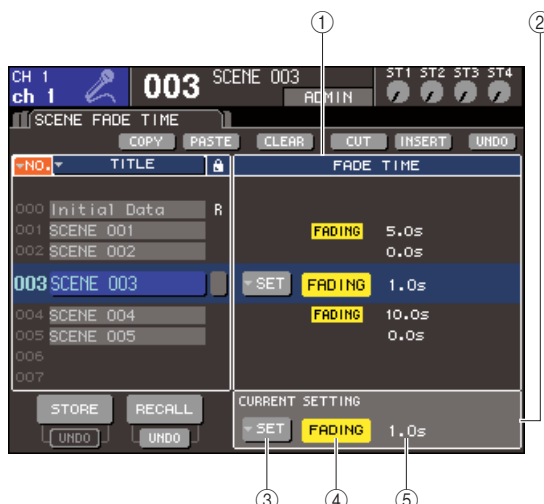 ① ②
CH 1 SCENE 003 ST1 ST2 ST3 ST4
ch 1 003 ADMIN
SCENE FADE TIME
COPY PASTE CLEAR CUT INSERT UNDO
NO. TITLE FADE TIME
000 Initial Data R
001 SCENE 001 FADING 5.0s
002 SCENE 002 0.0s
003 SCENE 003 SET FADING 1.0s
004 SCENE 004 FADING 10.0s
005 SCENE 005 0.0s
006
007
STORE RECALL CURRENT SETTING
UNDO UNDO SET FADING 1.0s
③ ④ ⑤